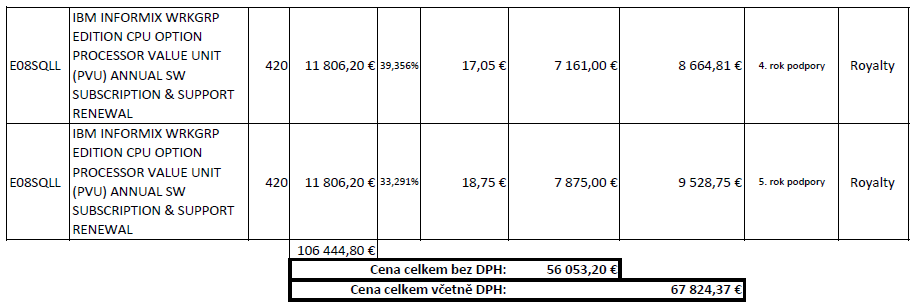 IBM INFORMIX WRKGRP
EDITION CPU OPTION
PROCESSOR VALUE UNIT
E08SQLL (PVU) ANNUAL SW 420 11 806,20 € 39,356% 17,05 € 7 161,00 € 8 664,81 € 4. rok podpory Royalty
SUBSCRIPTION & SUPPORT
RENEWAL
IBM INFORMIX WRKGRP
EDITION CPU OPTION
PROCESSOR VALUE UNIT
E08SQLL (PVU) ANNUAL SW 420 11 806,20 € 33,291% 18,75 € 7 875,00 € 9 528,75 € 5. rok podpory Royalty
SUBSCRIPTION & SUPPORT
RENEWAL
106 444,80 €
Cena celkem bez DPH: 56 053,20 €
Cena celkem včetně DPH: 67 824,37 €